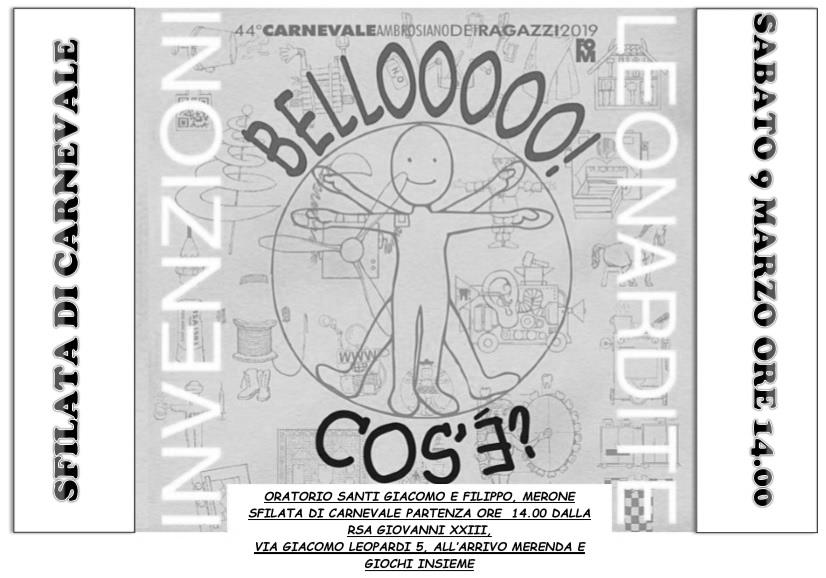 SFILATA DI CARNEVALE
44° CARNEVALE AMBROSIANO DEI RAGAZZI 2019
FOM
BELLOOOOO!
INVENZIONI
LEONARDITE
WWW
COS'È?
SABATO 9 MARZO ORE 14.00
ORATORIO SANTI GIACOMO E FILIPPO, MERONE
SFILATA DI CARNEVALE PARTENZA ORE 14.00 DALLA
RSA GIOVANNI XXIII,
VIA GIACOMO LEOPARDI 5, ALL'ARRIVO MERENDA E
GIOCHI INSIEME